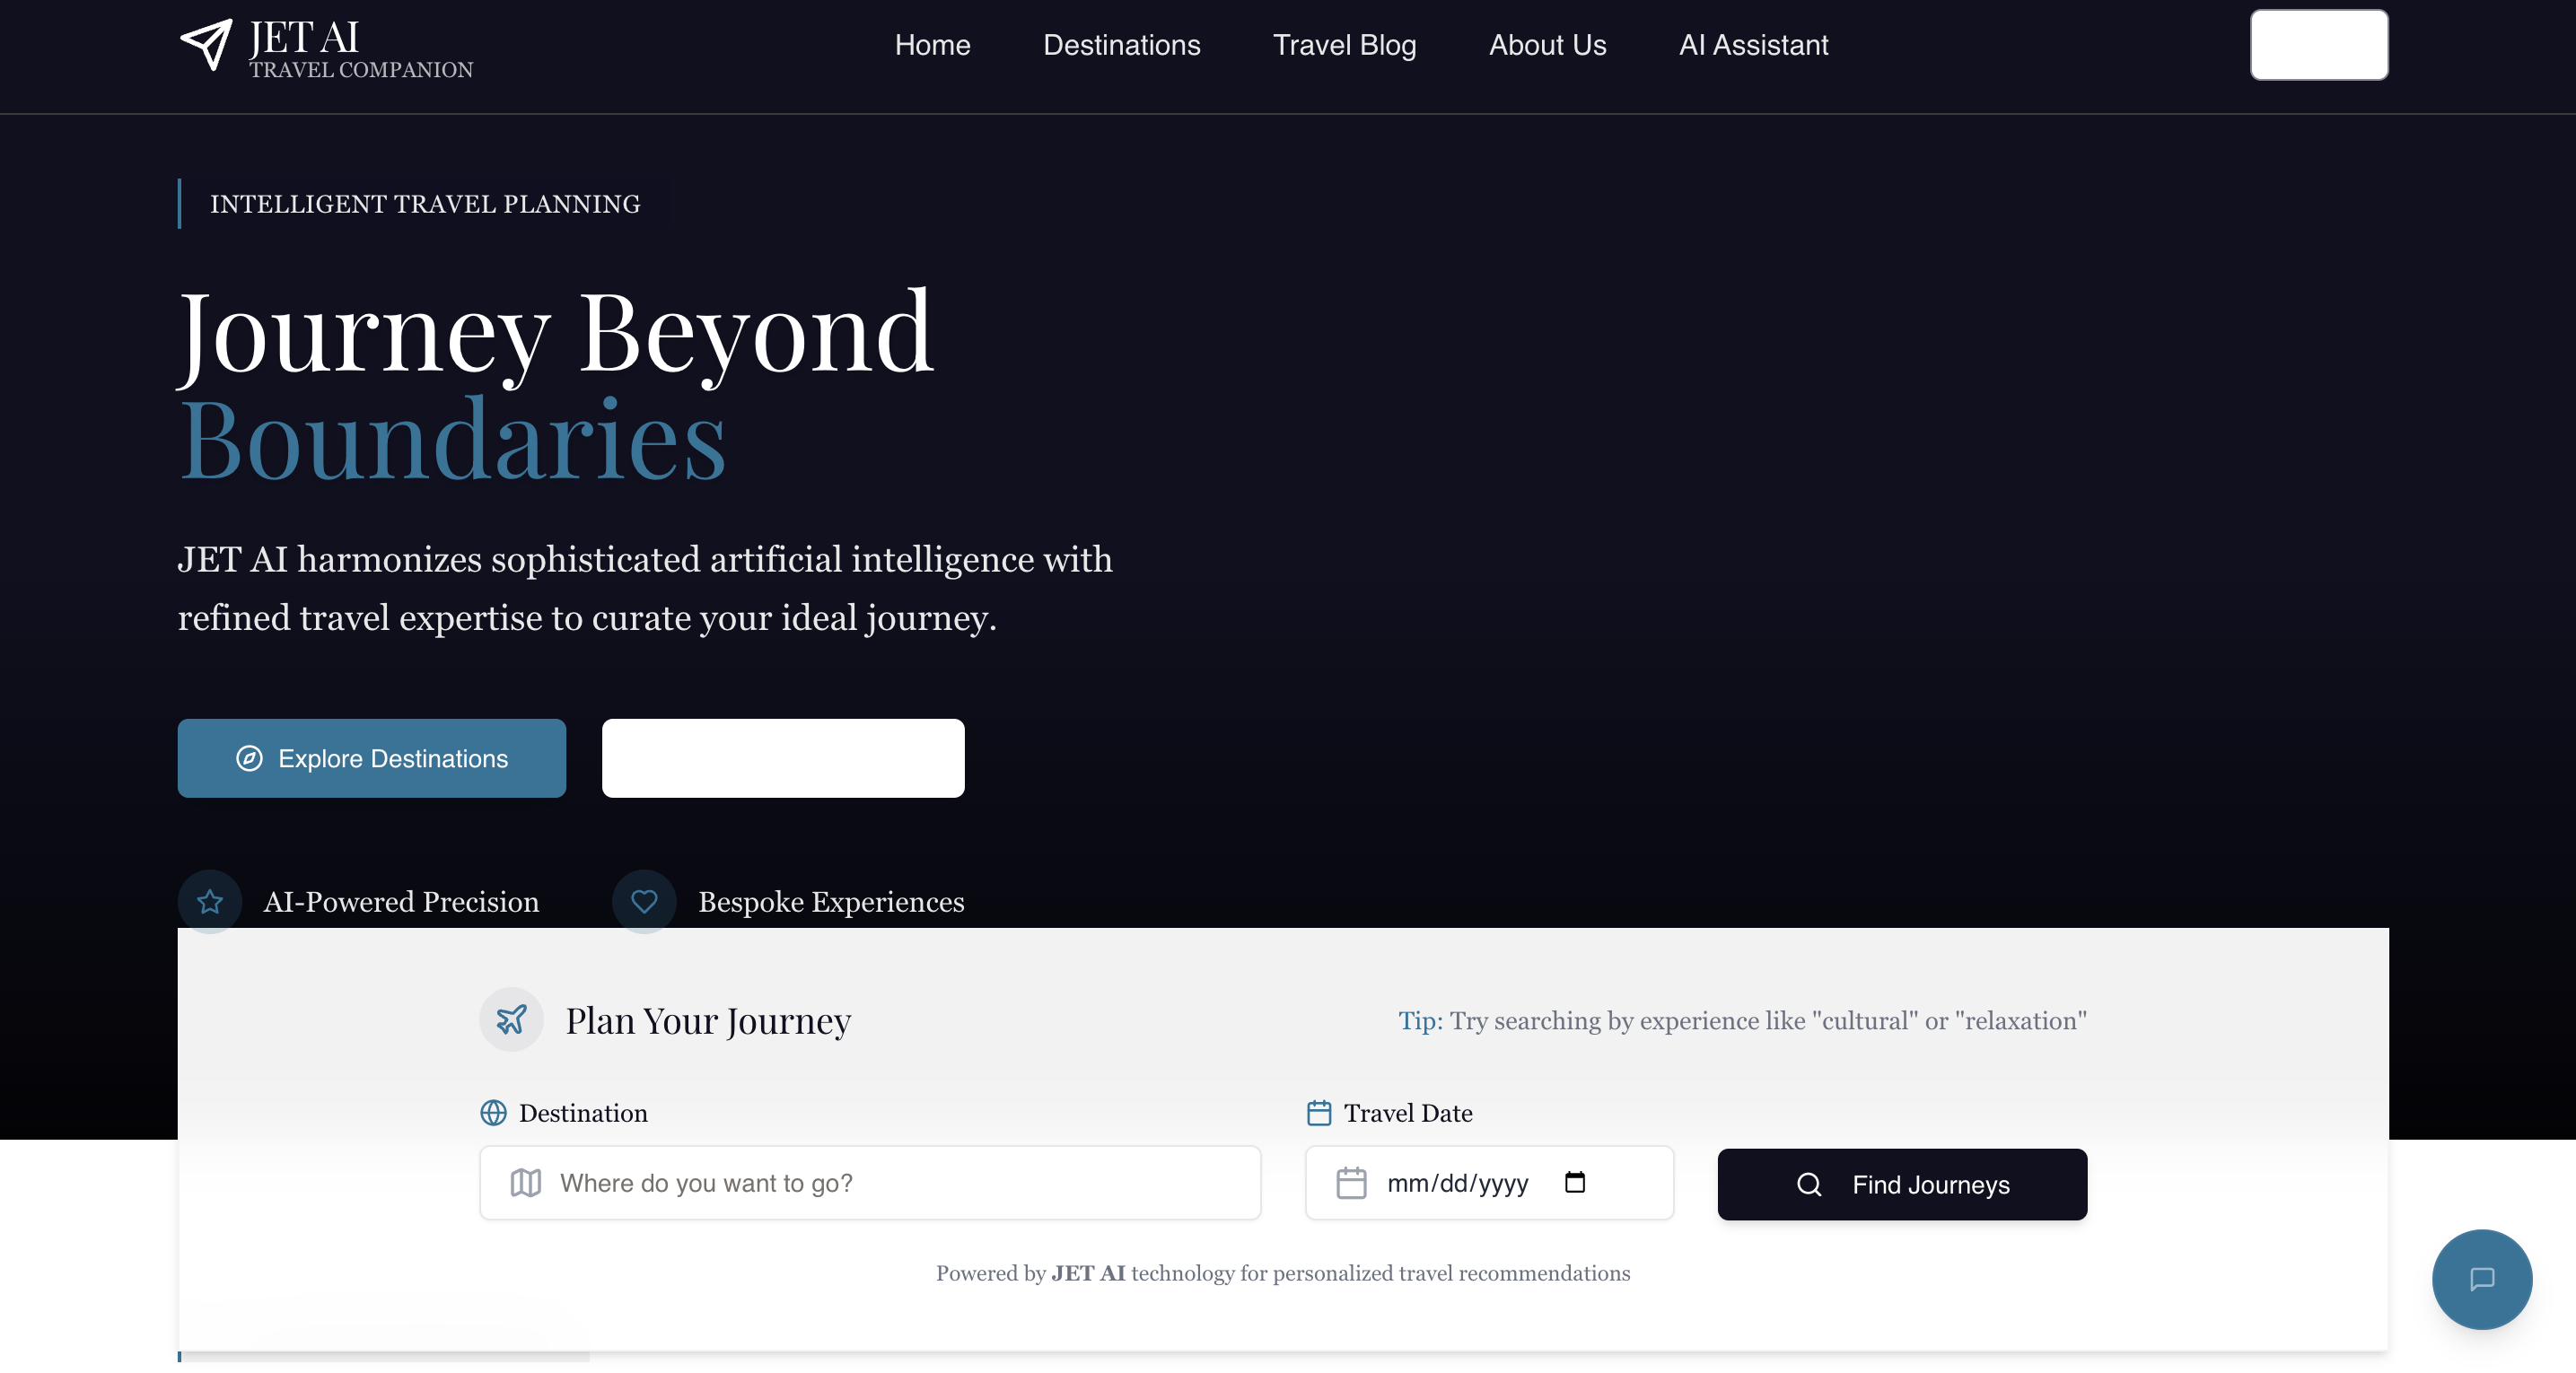 JET AI
TRAVEL COMPANION
Home
Destinations
Travel Blog
About Us
AI Assistant
INTELLIGENT TRAVEL PLANNING
Journey Beyond
Boundaries
JET AI harmonizes sophisticated artificial intelligence with
refined travel expertise to curate your ideal journey.
Explore Destinations
AI-Powered Precision
Bespoke Experiences
Plan Your Journey
Tip: Try searching by experience like "cultural" or "relaxation"
Destination
Travel Date
Where do you want to go?
mm/dd/yyyy
Find Journeys
Powered by JET AI technology for personalized travel recommendations